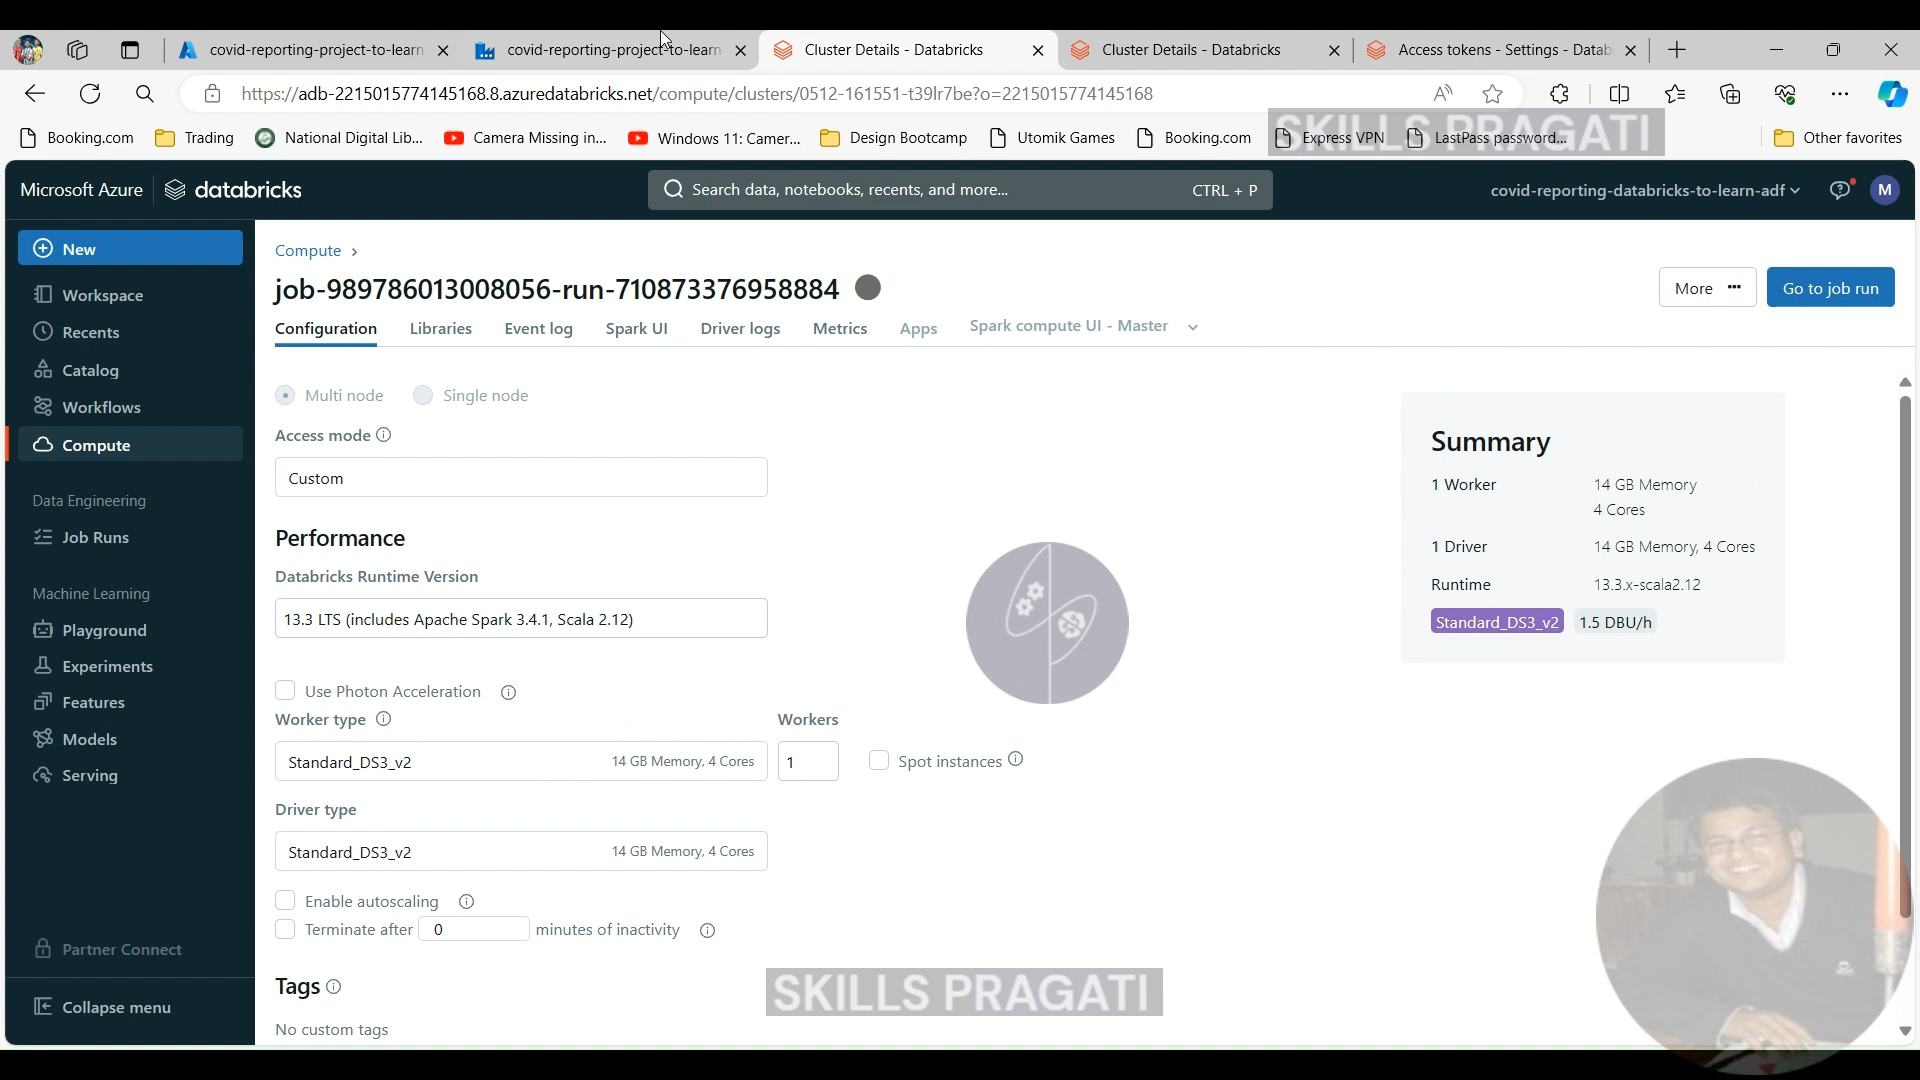 covid-reporting-project-to-learn
covid-reporting-project-to-learn
Cluster Details - Databricks
Cluster Details - Databricks
Access tokens - Settings - Datab
https://adb-2215015774145168.8.azuredatabricks.net/compute/clusters/0512-161551-t39lr7be?o=2215015774145168
Booking.com
Trading
National Digital Lib...
Camera Missing in...
Windows 11: Camer...
Design Bootcamp
Utomik Games
Booking.com
Express VPN
LastPass password...
Other favorites
SKILLS PRAGATI
Microsoft Azure
databricks
Search data, notebooks, recents, and more...
CTRL + P
covid-reporting-databricks-to-learn-adf
M
New
Workspace
Recents
Catalog
Workflows
Compute
Data Engineering
Job Runs
Machine Learning
Playground
Experiments
Features
Models
Serving
Partner Connect
Collapse menu
Compute
job-989786013008056-run-710873376958884
More
Go to job run
Configuration
Libraries
Event log
Spark UI
Driver logs
Metrics
Apps
Spark compute UI - Master
Multi node
Single node
Access mode
Custom
Performance
Databricks Runtime Version
13.3 LTS (includes Apache Spark 3.4.1, Scala 2.12)
Use Photon Acceleration
Worker type
Workers
Standard_DS3_v2
14 GB Memory, 4 Cores
1
Spot instances
Driver type
Standard_DS3_v2
14 GB Memory, 4 Cores
Enable autoscaling
Terminate after
0
minutes of inactivity
Tags
No custom tags
Summary
1 Worker
14 GB Memory
4 Cores
1 Driver
14 GB Memory, 4 Cores
Runtime
13.3.x-scala2.12
Standard_DS3_v2
1.5 DBU/h
SKILLS PRAGATI